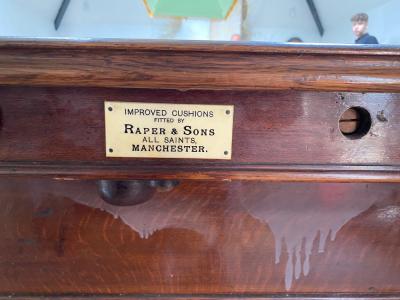 IMPROVED CUSHIONS
FITTED BY
RAPER & SONS
ALL SAINTS,
MANCHESTER.